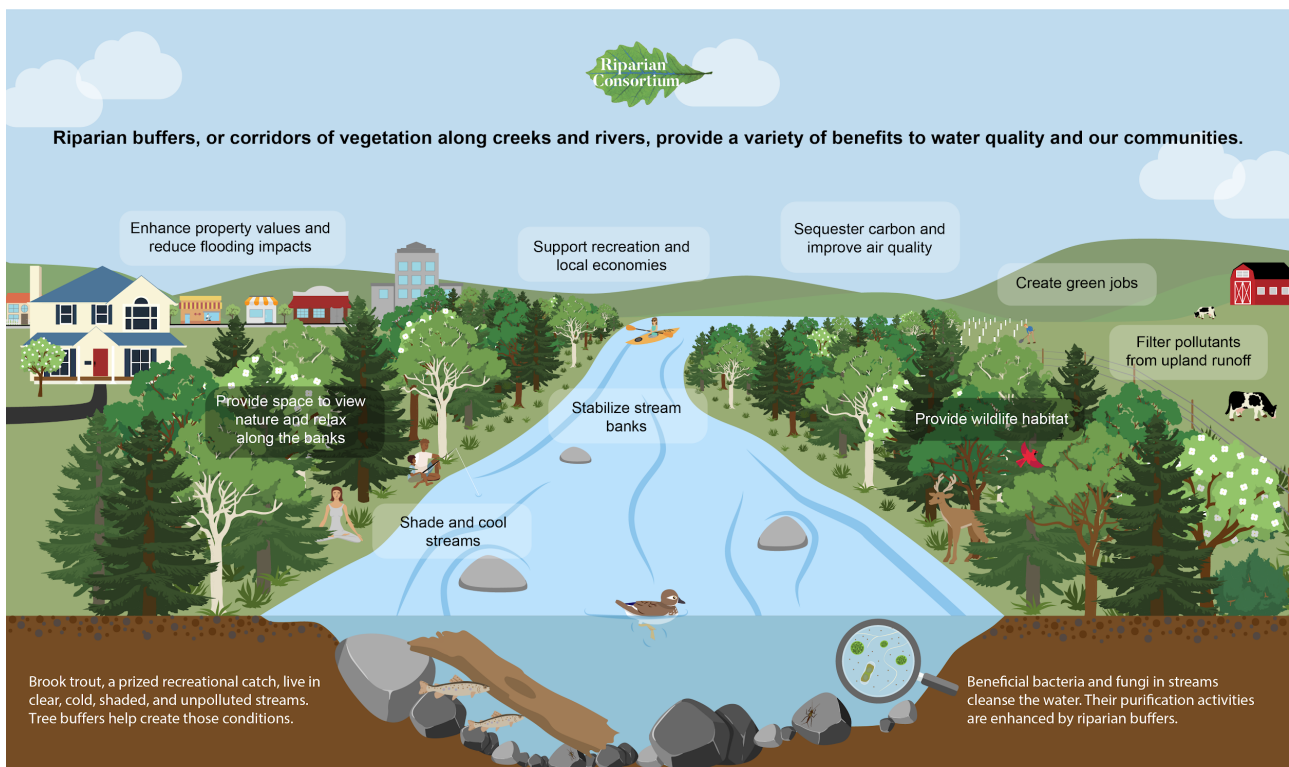 Riparian
Consortium
Riparian buffers, or corridors of vegetation along creeks and rivers, provide a variety of benefits to water quality and our communities.
Enhance property values and
reduce flooding impacts
Support recreation and
local economies
Sequester carbon and
improve air quality
Create green jobs
Filter pollutants
from upland runoff
Provide space to view
nature and relax
along the banks
Stabilize stream
banks
Provide wildlife habitat
Shade and cool
streams
Brook trout, a prized recreational catch, live in
clear, cold, shaded, and unpolluted streams.
Tree buffers help create those conditions.
Beneficial bacteria and fungi in streams
cleanse the water. Their purification activities
are enhanced by riparian buffers.